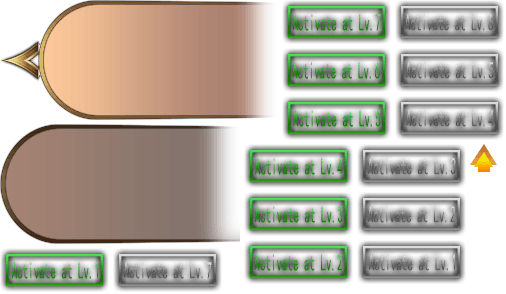 Activate at Lv.7
Activate at Lv.6
Activate at Lv.6
Activate at Lv.5
Activate at Lv.5
Activate at Lv.4
Activate at Lv.4
Activate at Lv.3
Activate at Lv.3
Activate at Lv.2
Activate at Lv.2
Activate at Lv.1
Activate at Lv.1
Activate at Lv.7